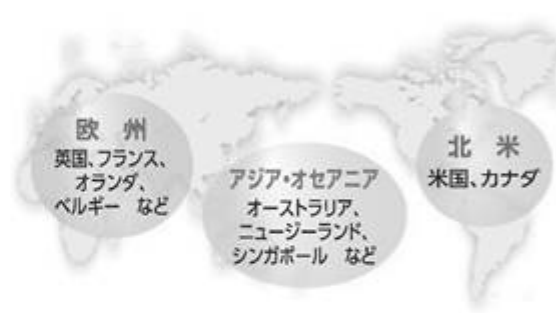 欧　州
英国、フランス、
オランダ、
ベルギー　など
アジア・オセアニア
オーストラリア、
ニュージーランド、
シンガポール　など
北　米
米国、カナダ